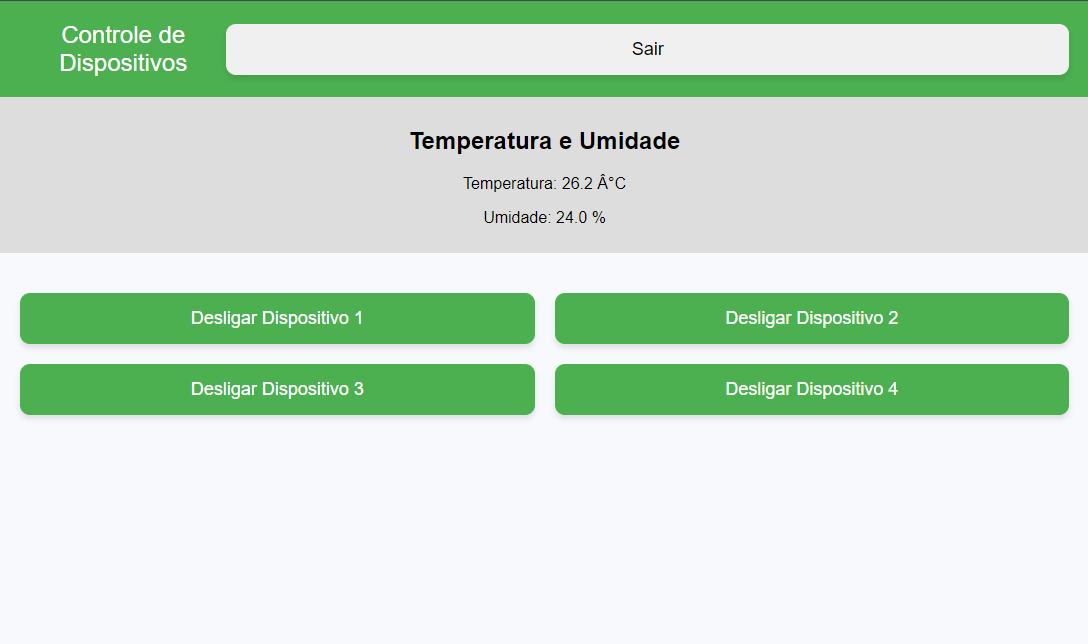 Controle de
Dispositivos
Sair
Temperatura e Umidade
Temperatura: 26.2 Â°C
Umidade: 24.0 %
Desligar Dispositivo 1
Desligar Dispositivo 2
Desligar Dispositivo 3
Desligar Dispositivo 4